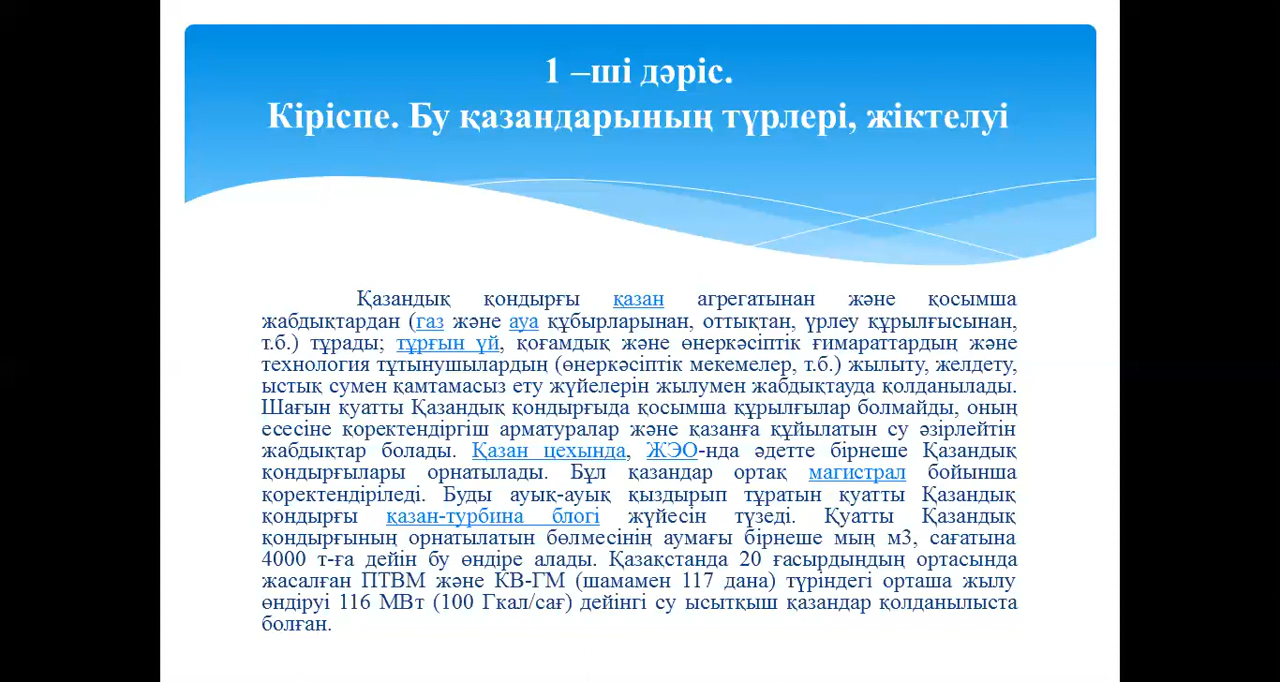 1 –ші дәріс.
Кіріспе. Бу қазандарының түрлері, жіктелуі
Қазандық қондырғы қазан агрегатынан және қосымша
жабдықтардан (газ және ауа құбырларынан, оттықтан, үрлеу құрылғысынан,
т.б.) тұрады; тұрғын үй, қоғамдық және өнеркәсіптік ғимараттардың және
технология тұтынушылардың (өнеркәсіптік мекемелер, т.б.) жылыту, желдету,
ыстық сумен қамтамасыз ету жүйелерін жылумен жабдықтауда қолданылады.
Шағын қуатты Қазандық қондырғыда қосымша құрылғылар болмайды, оның
есесіне қоректендіргіш арматуралар және қазанға құйылатын су әзірлейтін
жабдықтар болады. Қазан цехында, ЖЭО-нда әдетте бірнеше Қазандық
қондырғылары орнатылады. Бұл қазандар ортақ магистрал бойынша
қоректендіріледі. Буды ауық-ауық қыздырып тұратын қуатты Қазандық
қондырғы қазан-турбина блогі жүйесін түзеді. Қуатты Қазандық
қондырғының орнатылатын бөлмесінің аумағы бірнеше мың м3, сағатына
4000 т-ға дейін бу өндіре алады. Қазақстанда 20 ғасырдыңдың ортасында
жасалған ПТВМ және КВ-ГМ (шамамен 117 дана) түріндегі орташа жылу
өндіруі 116 МВт (100 Гкал/сағ) дейінгі су ысытқыш қазандар қолданылыста
болған.